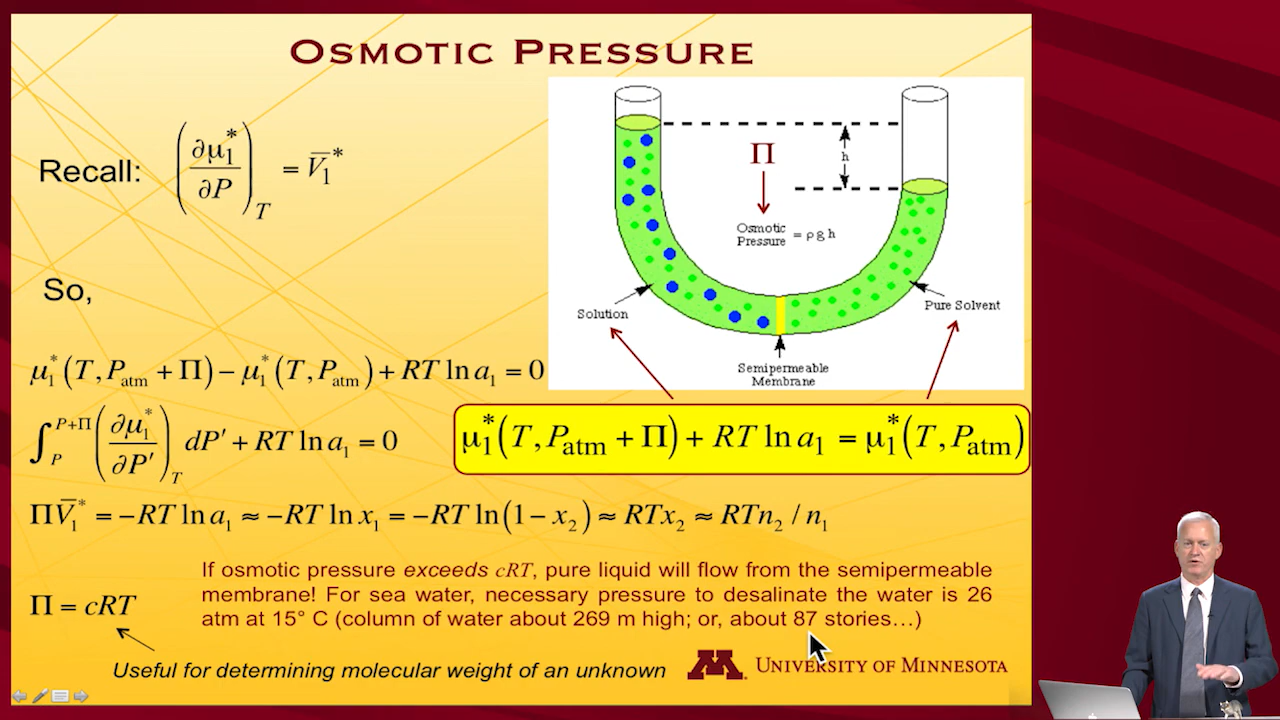 OSMOTIC PRESSURE
Recall: (∂μ₁*/∂P)_T = V̅₁*
Π
h
Osmotic
Pressure = ρ g h
Solution
Pure Solvent
Semipermeable
Membrane
So,
μ₁*(T, P_atm + Π) − μ₁*(T, P_atm) + RT ln a₁ = 0
μ₁*(T, P_atm + Π) + RT ln a₁ = μ₁*(T, P_atm)
∫_P^{P+Π} (∂μ₁*/∂P′)_T dP′ + RT ln a₁ = 0
ΠV̅₁* = −RT ln a₁ ≈ −RT ln x₁ = −RT ln(1 − x₂) ≈ RTx₂ ≈ RTn₂ / n₁
If osmotic pressure exceeds cRT, pure liquid will flow from the semipermeable
membrane! For sea water, necessary pressure to desalinate the water is 26
atm at 15° C (column of water about 269 m high; or, about 87 stories…)
Π = cRT
Useful for determining molecular weight of an unknown
M
UNIVERSITY OF MINNESOTA